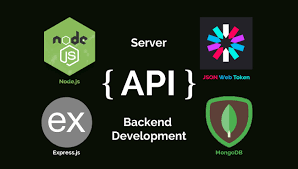 node
JS
Node.js
Server
JSON Web Token
{ API }
ex
Express.js
Backend
Development
MongoDB